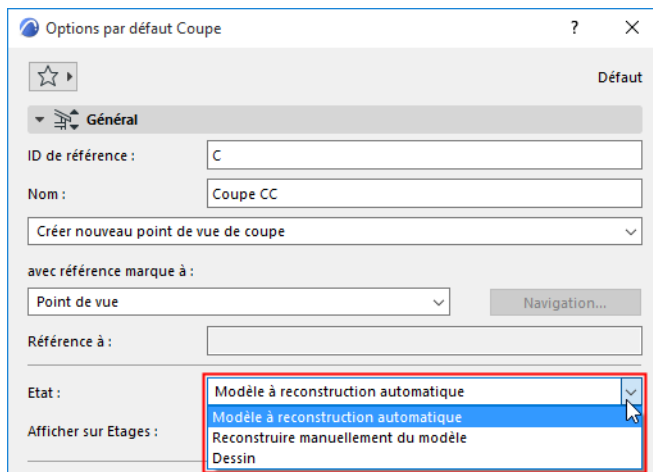 Options par défaut Coupe
Défaut
Général
ID de référence :
C
Nom :
Coupe CC
Créer nouveau point de vue de coupe
avec référence marque à :
Point de vue
Navigation...
Référence à :
Etat :
Modèle à reconstruction automatique
Modèle à reconstruction automatique
Reconstruire manuellement du modèle
Dessin
Afficher sur Etages :